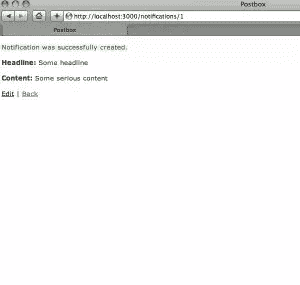 Postbox
http://localhost:3000/notifications/1
Postbox
Notification was successfully created.
Headline: Some headline
Content: Some serious content
Edit | Back